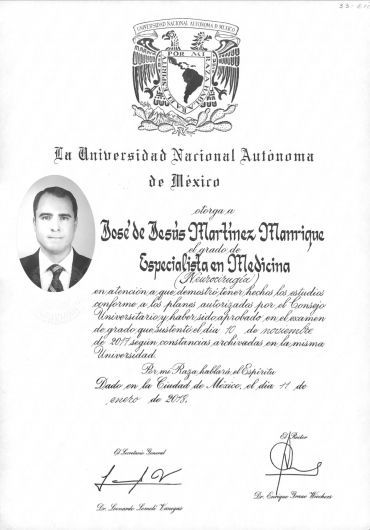 UNIVERSIDAD NACIONAL AUTÓNOMA DE MÉXICO
POR MI RAZA HABLARÁ EL ESPÍRITU
La Universidad Nacional Autónoma
de México
otorga a
José de Jesús Martínez Manrique
el grado de
Especialista en Medicina
(Neurocirugía)
en atención a que demostró tener hechos los estudios
conforme a los planes autorizados por el Consejo
Universitario y haber sido aprobado en el examen
de grado que sustentó el día 10 de noviembre
de 2017 según constancias archivadas en la misma
Universidad.
Por mi Raza hablará el Espíritu
Dado en la Ciudad de México, el día 11 de
enero de 2018.
El Secretario General
El Rector
Dr. Leonardo Lomelí Vanegas
Dr. Enrique Graue Wiechers